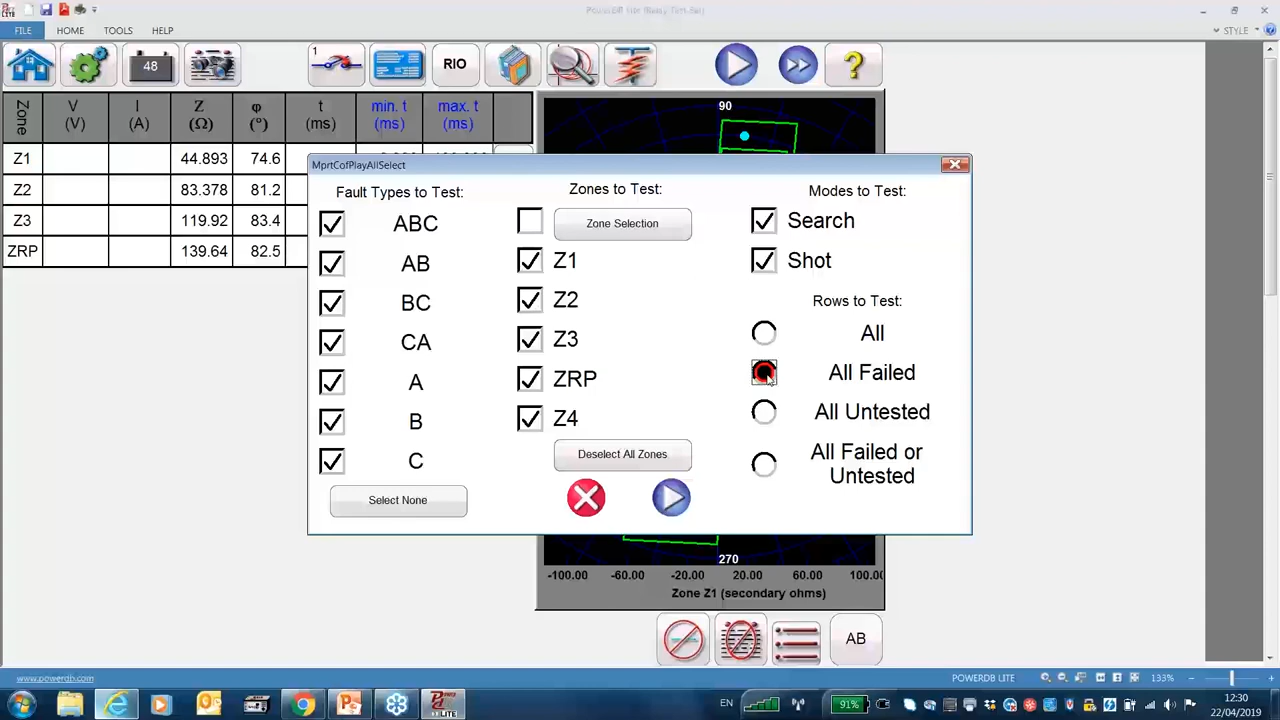 FILE HOME TOOLS HELP STYLE
1 48 RIO
Zone V (V) I (A) Z (Ω) φ (°) t (ms) min. t (ms) max. t (ms)
Z1 44.893 74.6
Z2 83.378 81.2
Z3 119.92 83.4
ZRP 139.64 82.5
90
MprtCofPlayAllSelect
Fault Types to Test:
ABC
AB
BC
CA
A
B
C
Select None
Zones to Test:
Zone Selection
Z1
Z2
Z3
ZRP
Z4
Deselect All Zones
Modes to Test:
Search
Shot
Rows to Test:
All
All Failed
All Untested
All Failed or
Untested
270
-100.00 -60.00 -20.00 20.00 60.00 100.00
Zone Z1 (secondary ohms)
AB
www.powerdb.com POWERDB LITE 133%
EN 91% 12:30
22/04/2019